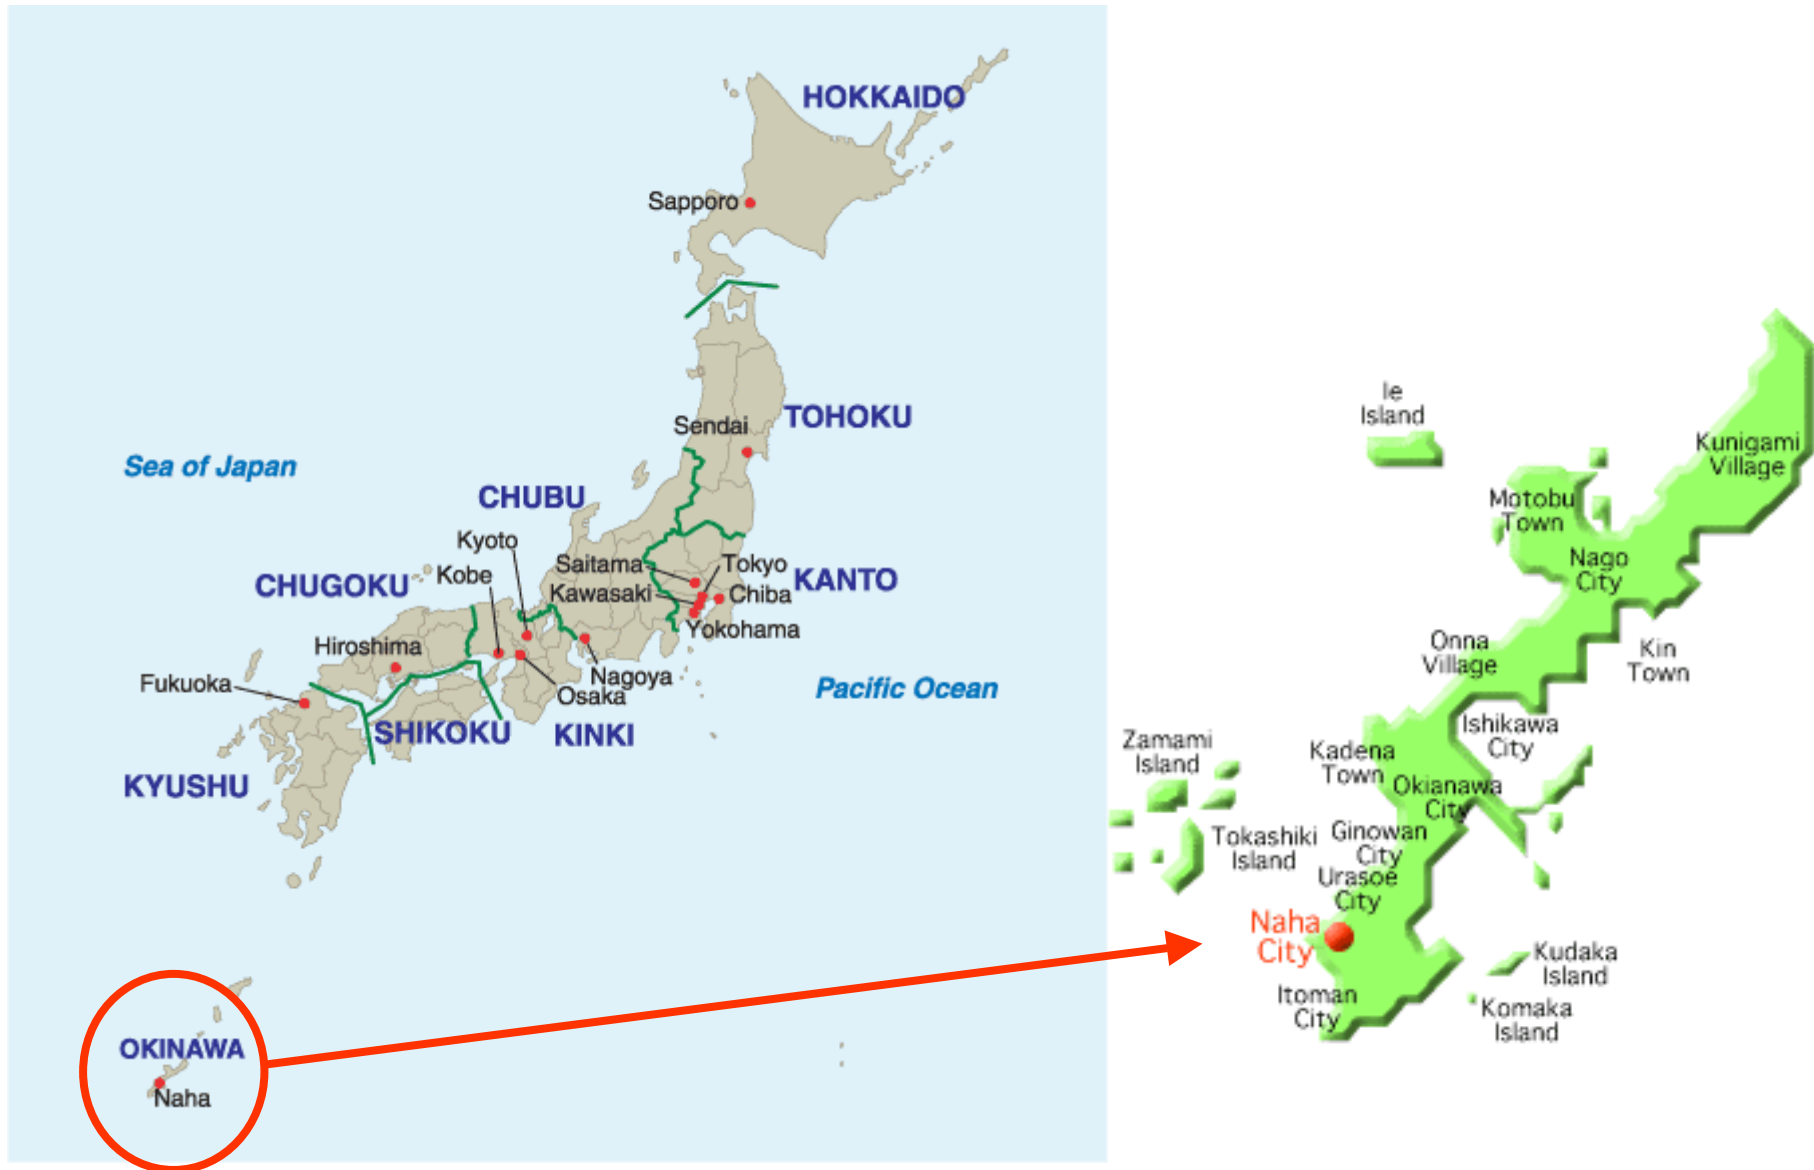 HOKKAIDO
Sapporo
TOHOKU
Sendai
Sea of Japan
CHUBU
Kyoto
Saitama
Tokyo
KANTO
CHUGOKU
Kobe
Kawasaki
Chiba
Yokohama
Hiroshima
Nagoya
Fukuoka
Osaka
Pacific Ocean
SHIKOKU
KINKI
KYUSHU
OKINAWA
Naha
Ie
Island
Kunigami
Village
Motobu
Town
Nago
City
Onna
Village
Kin
Town
Ishikawa
City
Zamami
Island
Kadena
Town
Okianawa
City
Tokashiki
Island
Ginowan
City
Urasoe
City
Naha
City
Kudaka
Island
Itoman
City
Komaka
Island